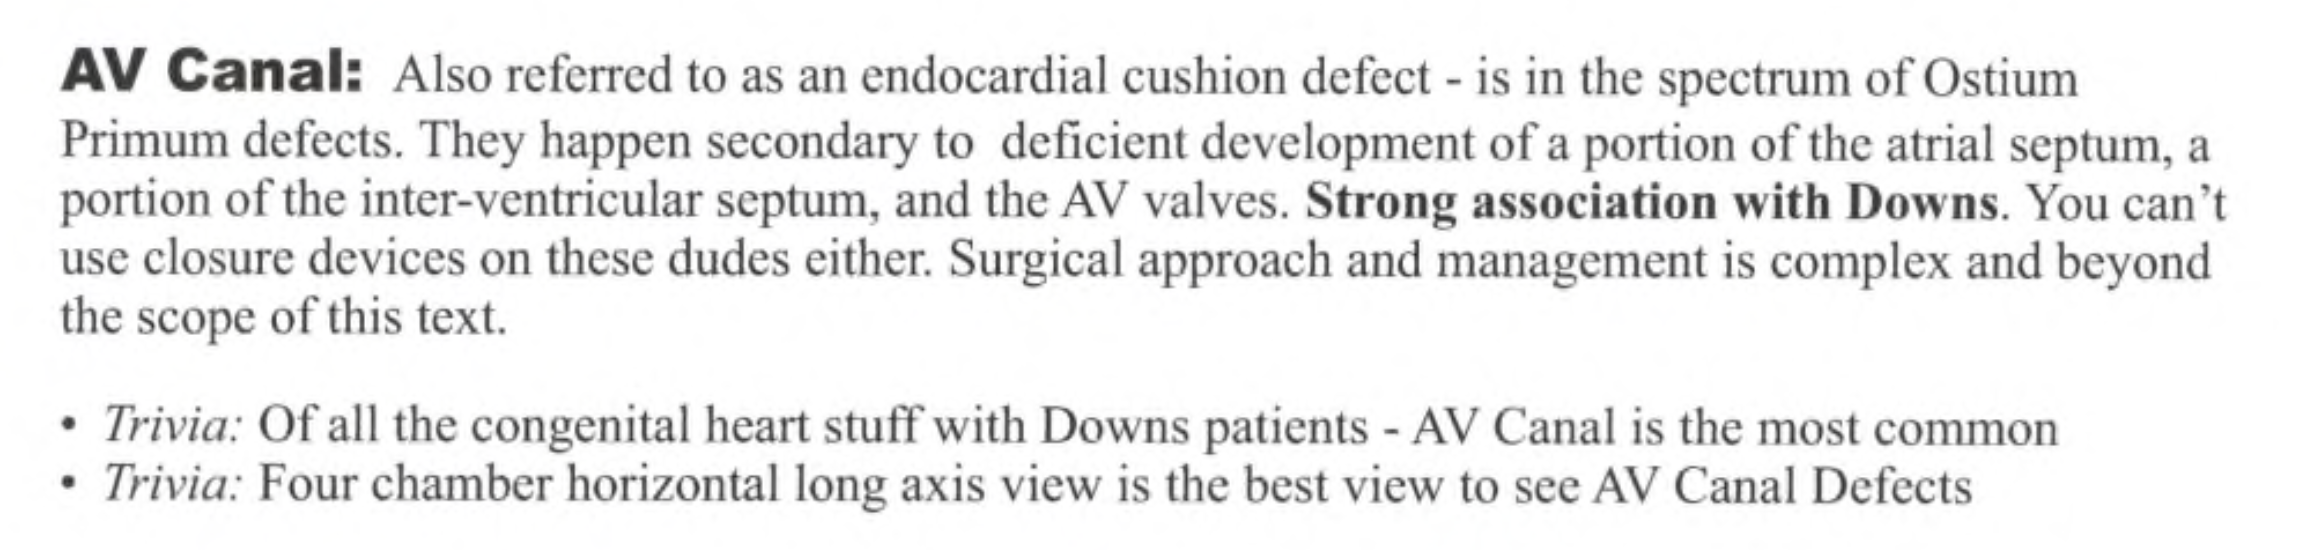 AV Canal: Also referred to as an endocardial cushion defect - is in the spectrum of Ostium
Primum defects. They happen secondary to deficient development of a portion of the atrial septum, a
portion of the inter-ventricular septum, and the AV valves. Strong association with Downs. You can't
use closure devices on these dudes either. Surgical approach and management is complex and beyond
the scope of this text.
• Trivia: Of all the congenital heart stuff with Downs patients - AV Canal is the most common
• Trivia: Four chamber horizontal long axis view is the best view to see AV Canal Defects